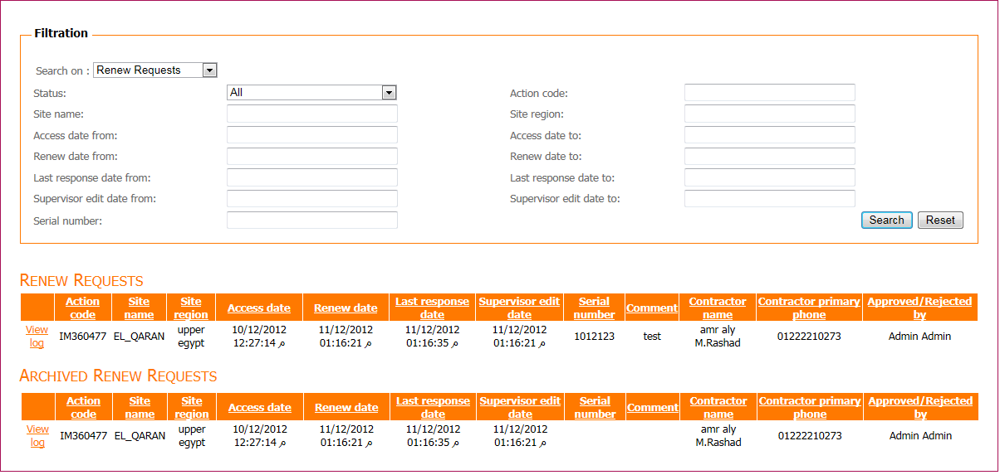 Filtration
Search on : Renew Requests
Status: All Action code:
Site name: Site region:
Access date from: Access date to:
Renew date from: Renew date to:
Last response date from: Last response date to:
Supervisor edit date from: Supervisor edit date to:
Serial number: Search Reset
RENEW REQUESTS
Action code Site name Site region Access date Renew date Last response date Supervisor edit date Serial number Comment Contractor name Contractor primary phone Approved/Rejected by
View log IM360477 EL_QARAN upper egypt 10/12/2012 12:27:14 م 11/12/2012 01:16:21 م 11/12/2012 01:16:35 م 11/12/2012 01:16:21 م 1012123 test amr aly M.Rashad 01222210273 Admin Admin
ARCHIVED RENEW REQUESTS
Action code Site name Site region Access date Renew date Last response date Supervisor edit date Serial number Comment Contractor name Contractor primary phone Approved/Rejected by
View log IM360477 EL_QARAN upper egypt 10/12/2012 12:27:14 م 11/12/2012 01:16:21 م 11/12/2012 01:16:35 م 11/12/2012 01:16:21 م amr aly M.Rashad 01222210273 Admin Admin